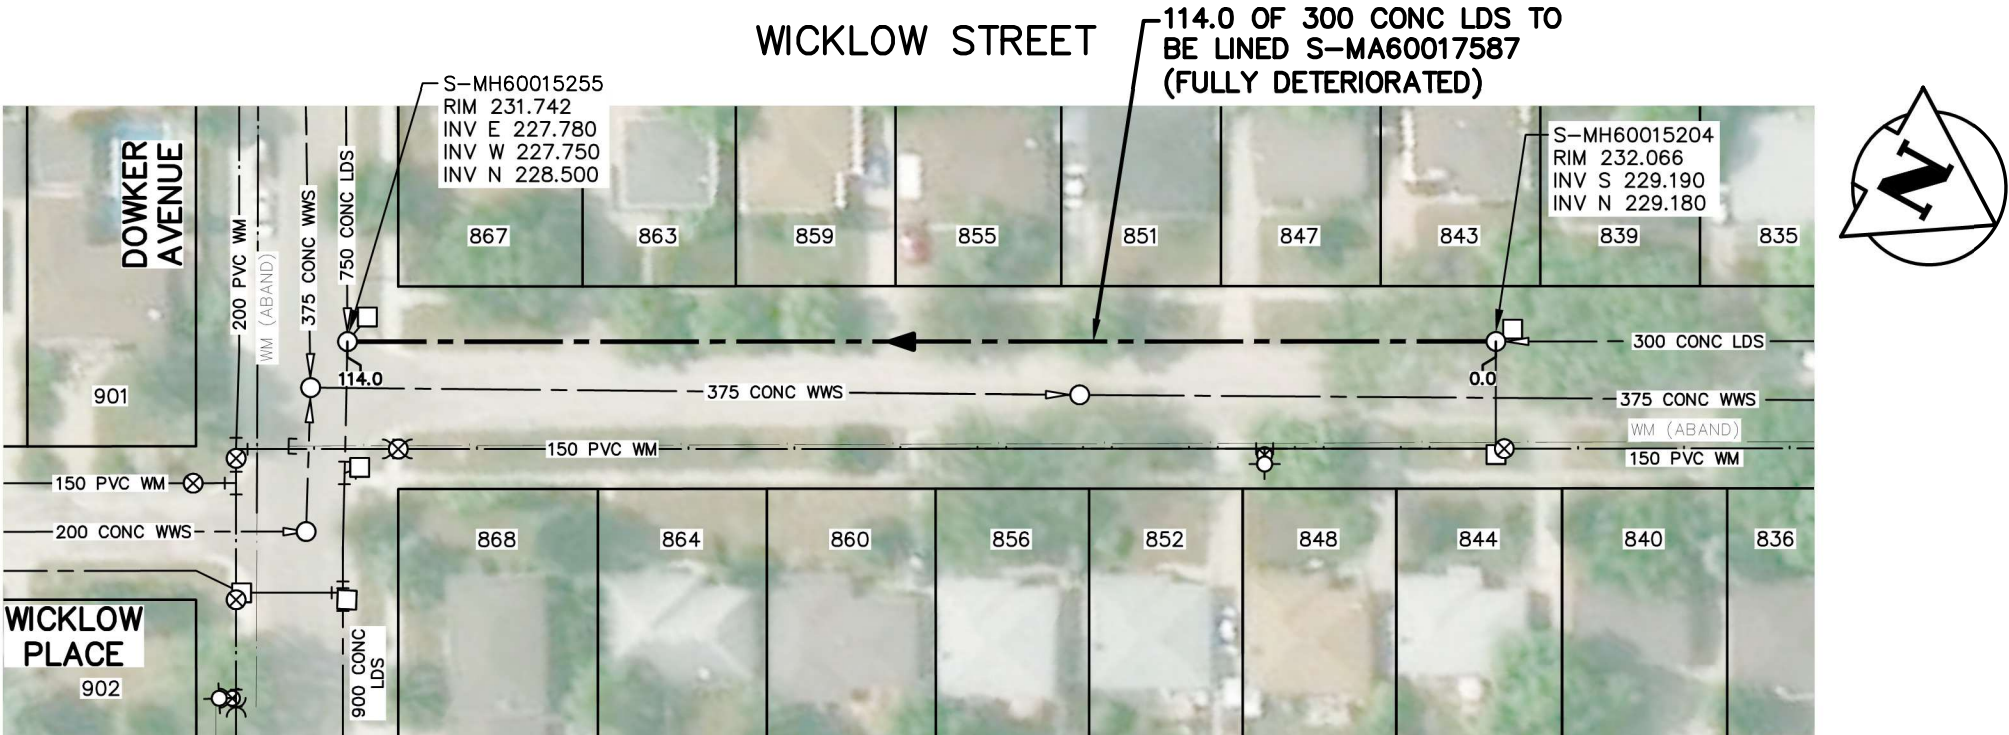 WICKLOW STREET
114.0 OF 300 CONC LDS TO
BE LINED S-MA60017587
(FULLY DETERIORATED)
S-MH60015255
RIM 231.742
INV E 227.780
INV W 227.750
INV N 228.500
S-MH60015204
RIM 232.066
INV S 229.190
INV N 229.180
N
DOWKER
AVENUE
200 PVC WM
WM (ABAND)
375 CONC WWS
750 CONC LDS
867
863
859
855
851
847
843
839
835
300 CONC LDS
114.0
0.0
901
375 CONC WWS
375 CONC WWS
WM (ABAND)
150 PVC WM
150 PVC WM
150 PVC WM
200 CONC WWS
868
864
860
856
852
848
844
840
836
WICKLOW
PLACE
902
900 CONC
LDS